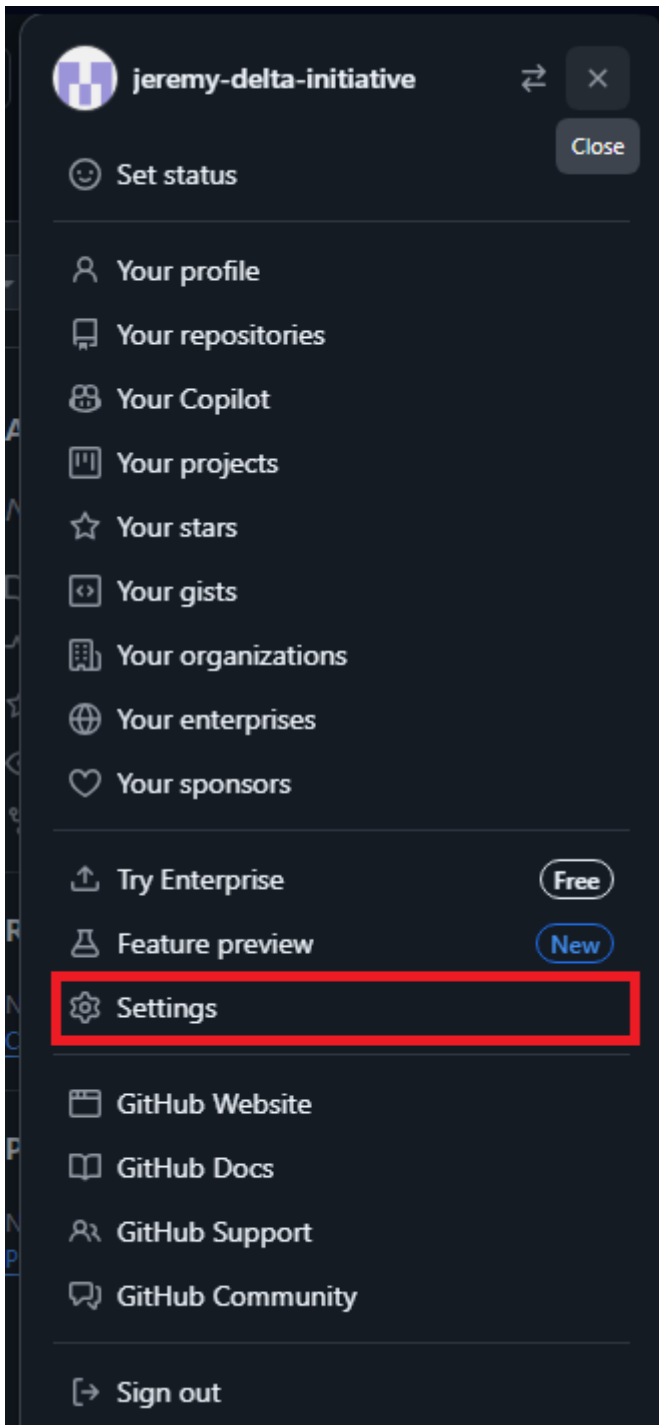 jeremy-delta-initiative
Close
Set status
Your profile
Your repositories
Your Copilot
Your projects
Your stars
Your gists
Your organizations
Your enterprises
Your sponsors
Try Enterprise Free
Feature preview New
Settings
GitHub Website
GitHub Docs
GitHub Support
GitHub Community
Sign out